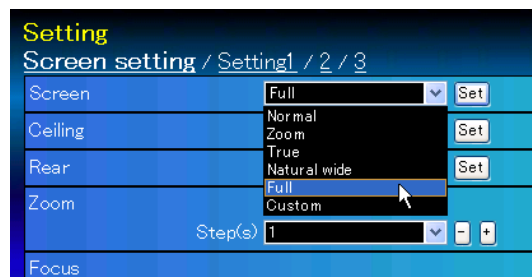 Setting
Screen setting / Setting1 / 2 / 3
Screen Full Set
Normal
Ceiling Zoom Set
True
Rear Natural wide Set
Full
Zoom Custom
Step(s) 1 - +
Focus